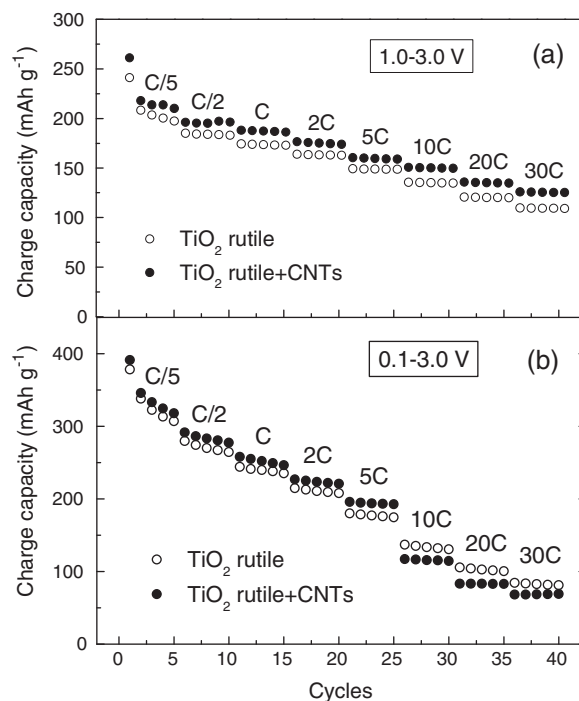 300
250
200
150
100
50
0
Charge capacity (mAh g⁻¹)
1.0-3.0 V
(a)
C/5
C/2
C
2C
5C
10C
20C
30C
TiO₂ rutile
TiO₂ rutile+CNTs
400
300
200
100
0
Charge capacity (mAh g⁻¹)
0.1-3.0 V
(b)
C/5
C/2
C
2C
5C
10C
20C
30C
TiO₂ rutile
TiO₂ rutile+CNTs
0 5 10 15 20 25 30 35 40
Cycles